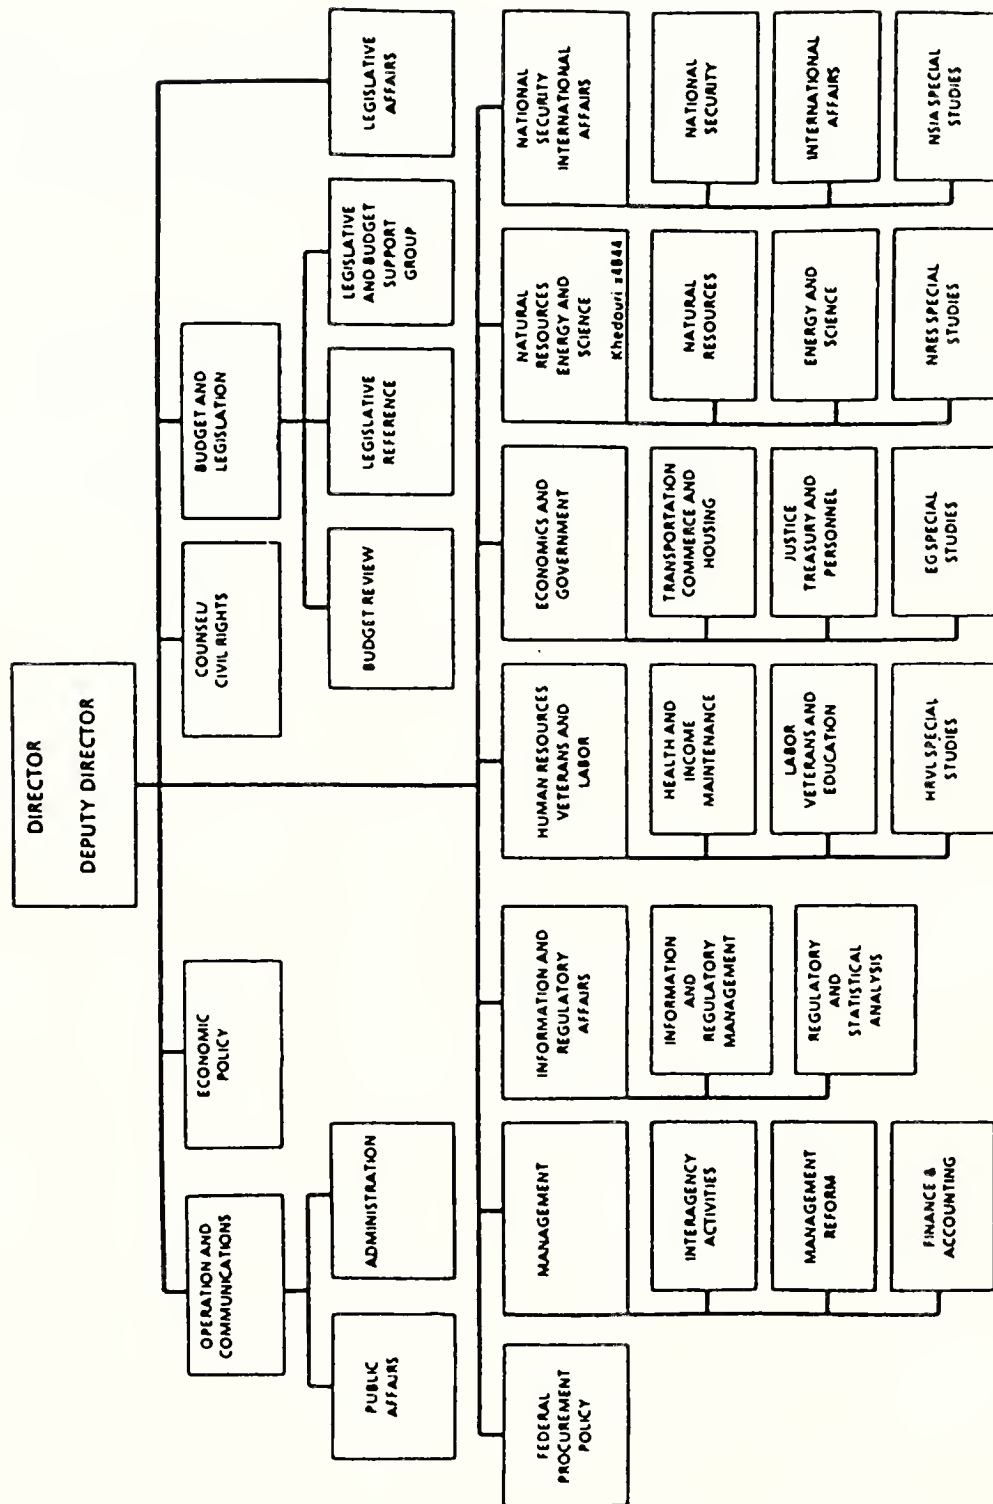 DIRECTOR
DEPUTY DIRECTOR
OPERATION AND
COMMUNICATIONS
ECONOMIC
POLICY
COUNSEL/
CIVIL RIGHTS
BUDGET AND
LEGISLATION
PUBLIC
AFFAIRS
ADMINISTRATION
BUDGET REVIEW
LEGISLATIVE
REFERENCE
LEGISLATIVE
AND BUDGET
SUPPORT
GROUP
LEGISLATIVE
AFFAIRS
FEDERAL
PROCUREMENT
POLICY
MANAGEMENT
INTERAGENCY
ACTIVITIES
MANAGEMENT
REFORM
FINANCE &
ACCOUNTING
INFORMATION AND
REGULATORY
AFFAIRS
INFORMATION
AND
REGULATORY
MANAGEMENT
REGULATORY
AND
STATISTICAL
ANALYSIS
HUMAN RESOURCES
VETERANS AND
LABOR
HEALTH AND
INCOME
MAINTENANCE
LABOR
VETERANS AND
EDUCATION
HRVL SPECIAL
STUDIES
ECONOMICS AND
GOVERNMENT
TRANSPORTATION
COMMERCE AND
HOUSING
JUSTICE
TREASURY AND
PERSONNEL
EG SPECIAL
STUDIES
NATURAL
RESOURCES
ENERGY AND
SCIENCE
Khedouri x4844
NATURAL
RESOURCES
ENERGY AND
SCIENCE
NRES SPECIAL
STUDIES
NATIONAL
SECURITY
INTERNATIONAL
AFFAIRS
NATIONAL
SECURITY
INTERNATIONAL
AFFAIRS
NSIA SPECIAL
STUDIES